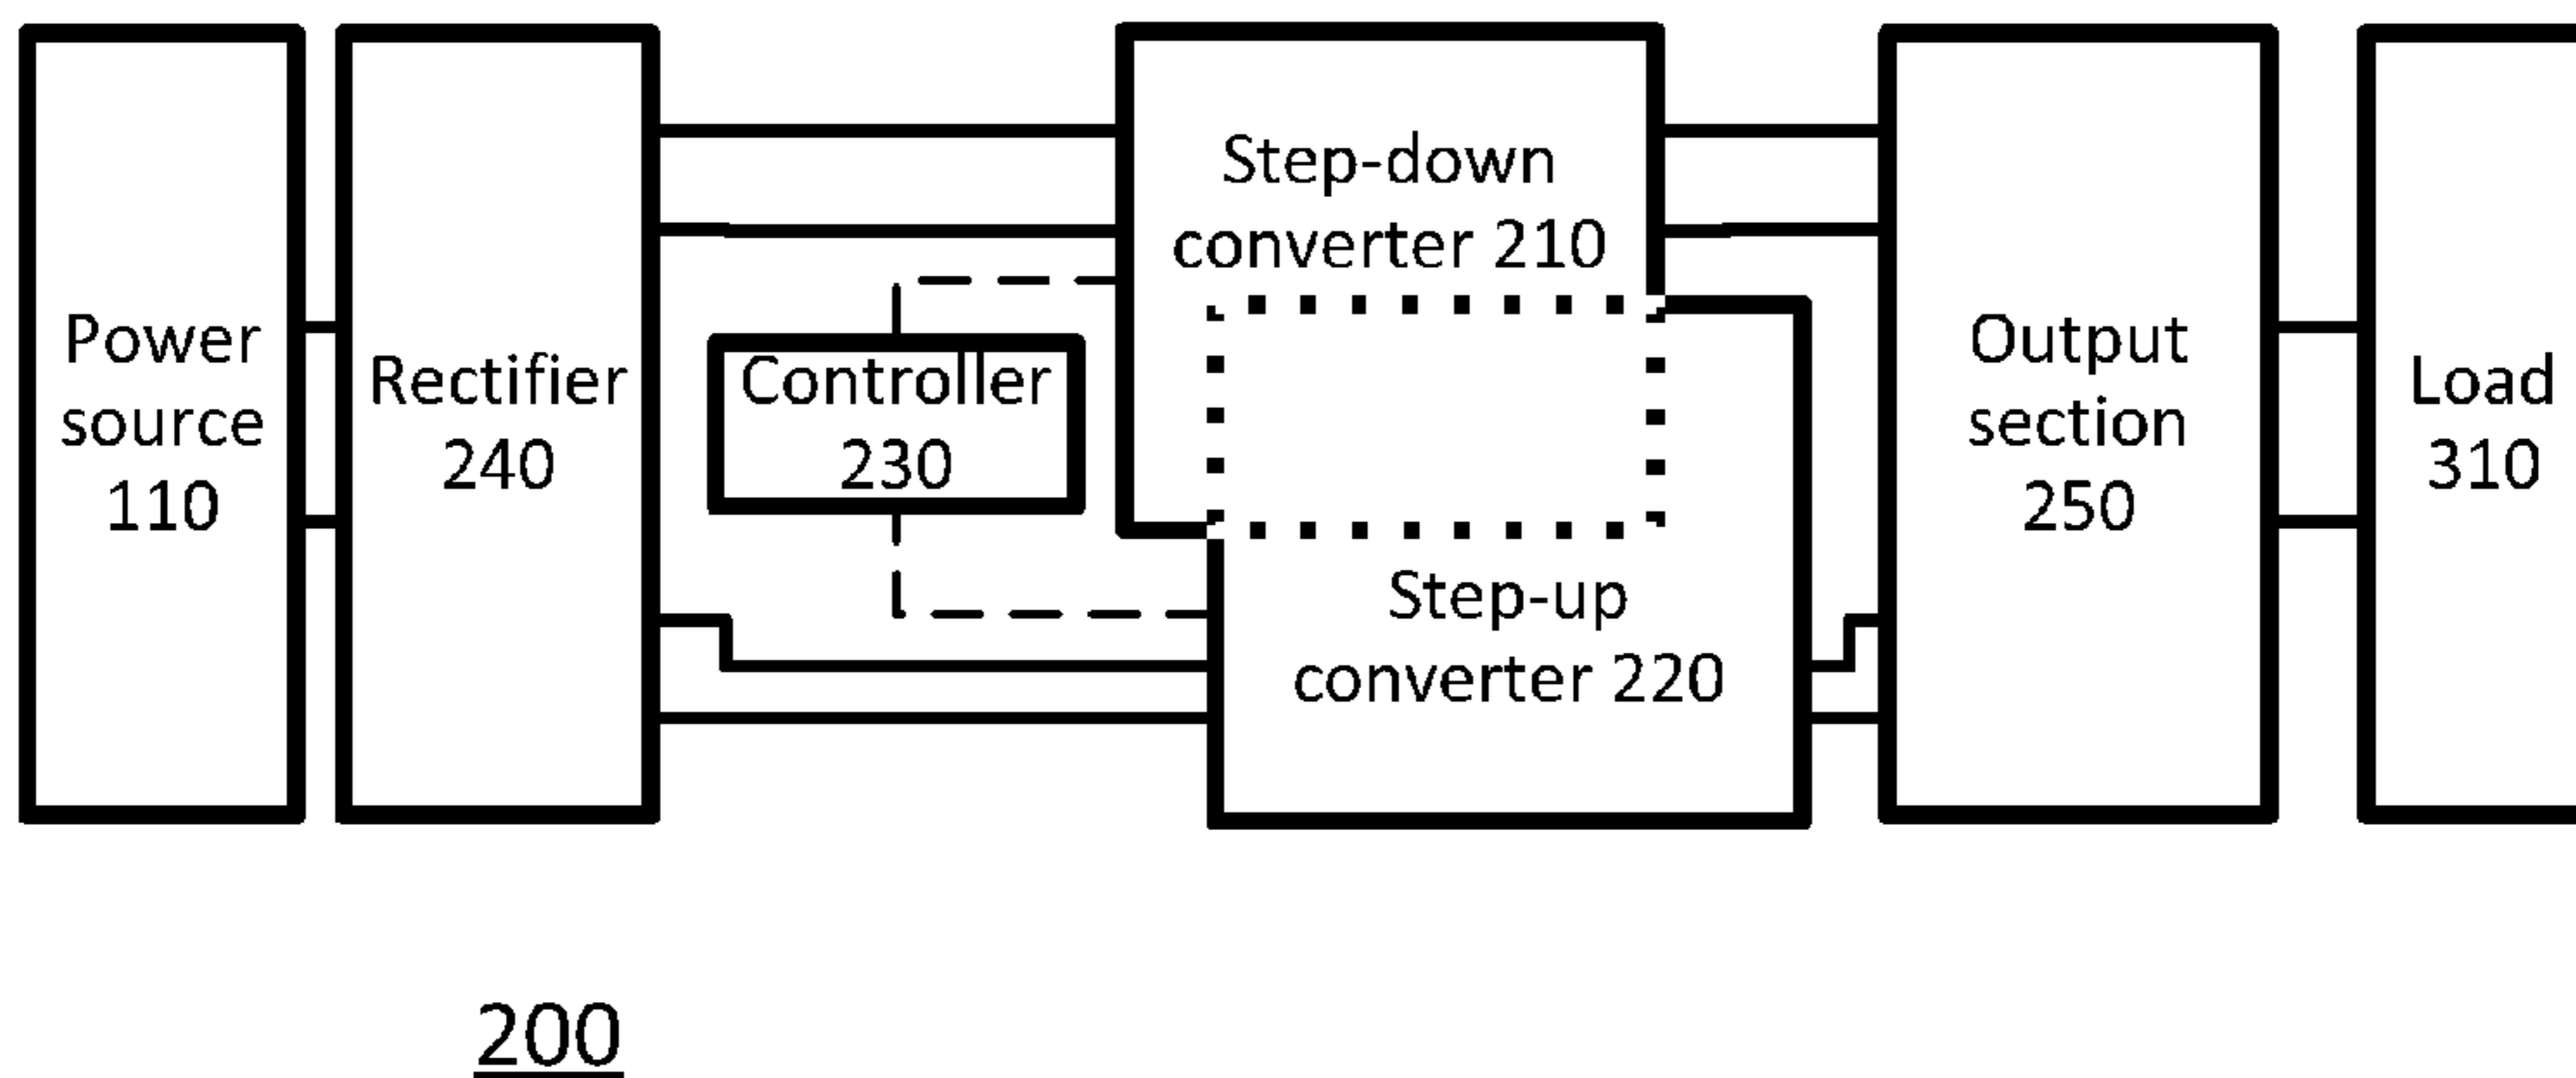 Power
source
110
Rectifier
240
Controller
230
Step-down
converter 210
Step-up
converter 220
Output
section
250
Load
310
200